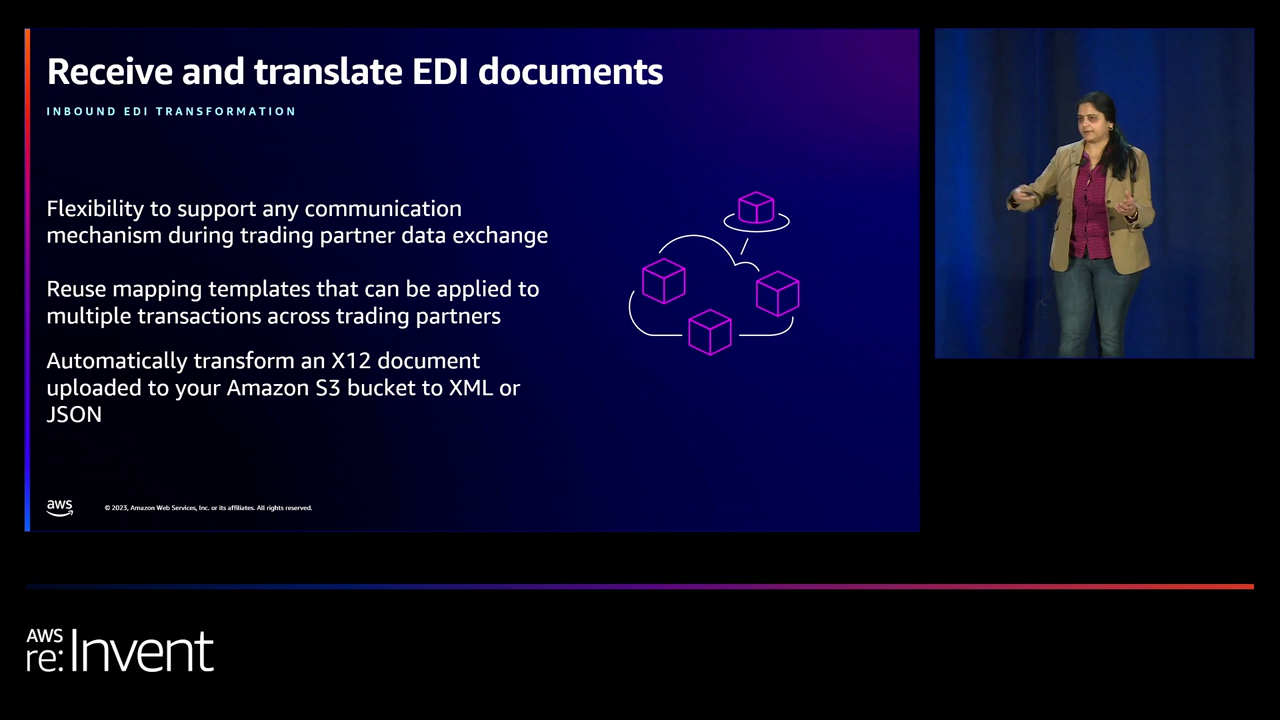 Receive and translate EDI documents
INBOUND EDI TRANSFORMATION
Flexibility to support any communication
mechanism during trading partner data exchange
Reuse mapping templates that can be applied to
multiple transactions across trading partners
Automatically transform an X12 document
uploaded to your Amazon S3 bucket to XML or
JSON
aws
© 2023, Amazon Web Services, Inc. or its affiliates. All rights reserved.
AWS
re:Invent